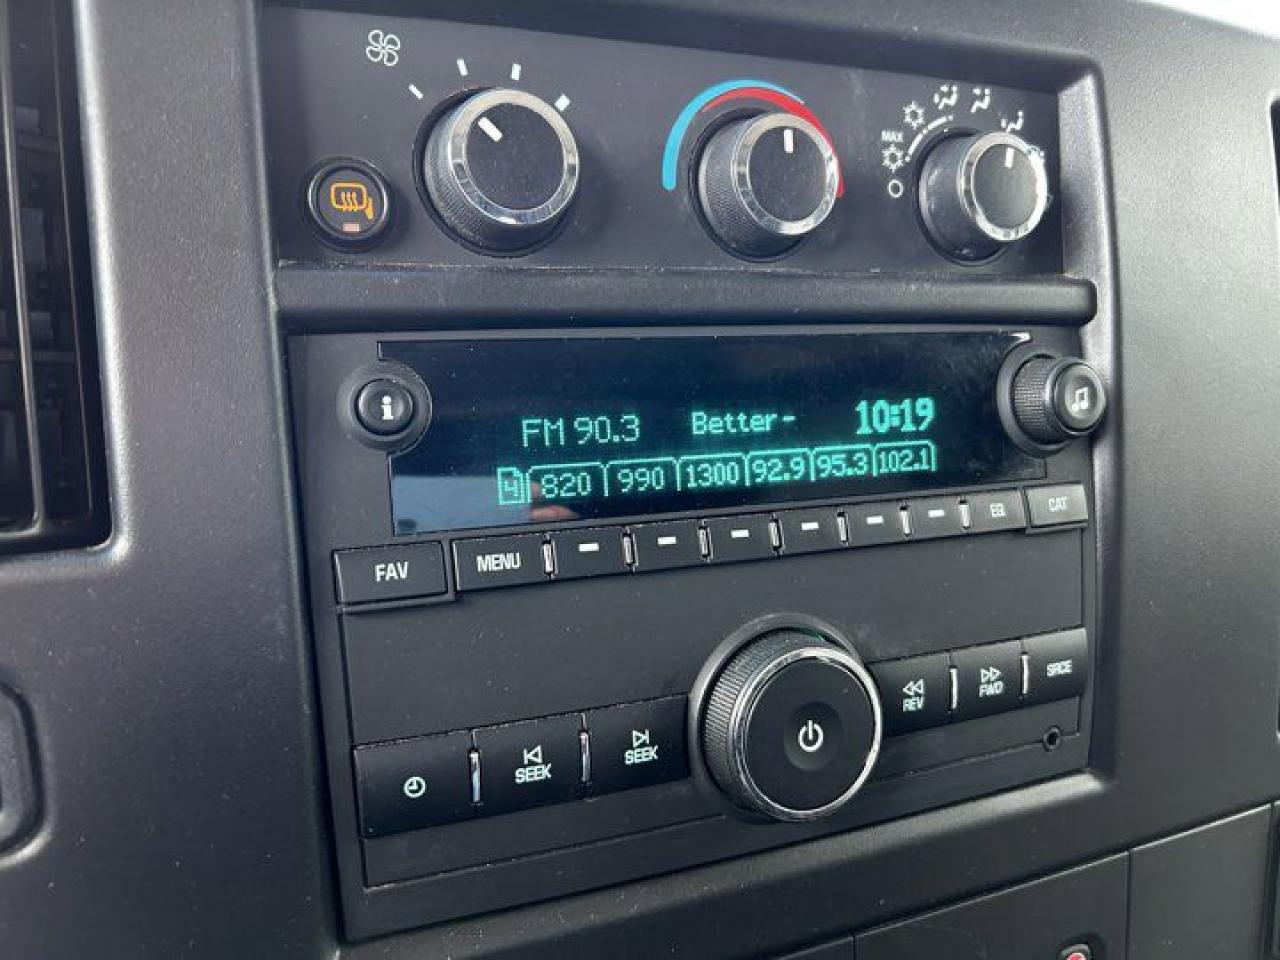 MAX
i
FM 90.3 Better- 10:19
4 820 990 1300 92.9 95.3 102.1
FAV MENU EQ CAT
SEEK SEEK REV FWD SRCE